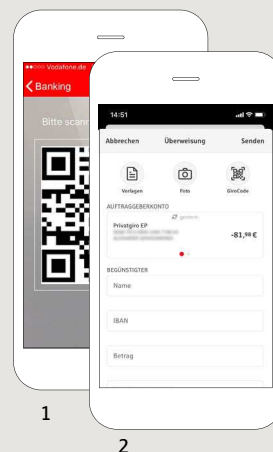 Vodafone.de
Banking
Bitte scann
14:51
Abbrechen Überweisung Senden
Vorlagen Foto GiroCode
AUFTRAGGEBERKONTO
gestern
Privatgiro EP
-81,98 €
BEGÜNSTIGTER
Name
IBAN
Betrag
1
2